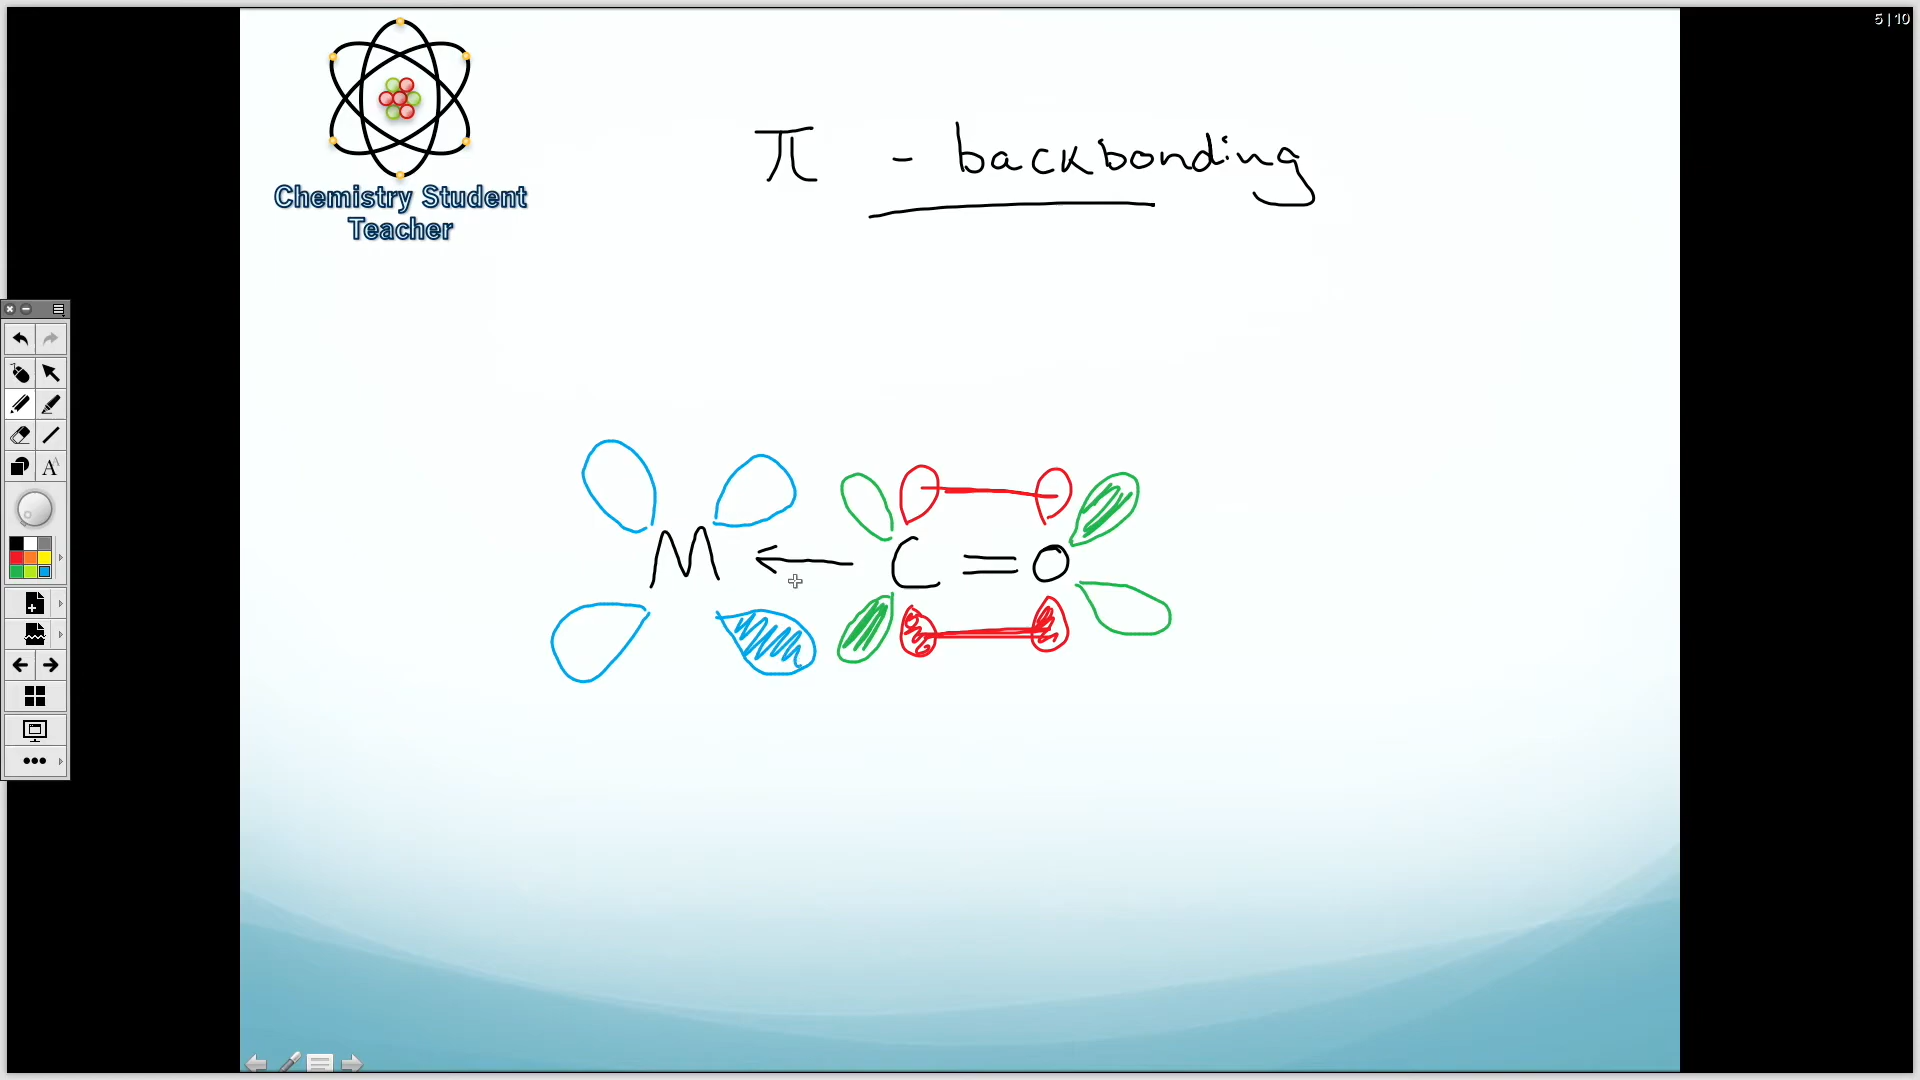 5 | 10
π - backbonding
Chemistry Student
Teacher
M ← C = O
A